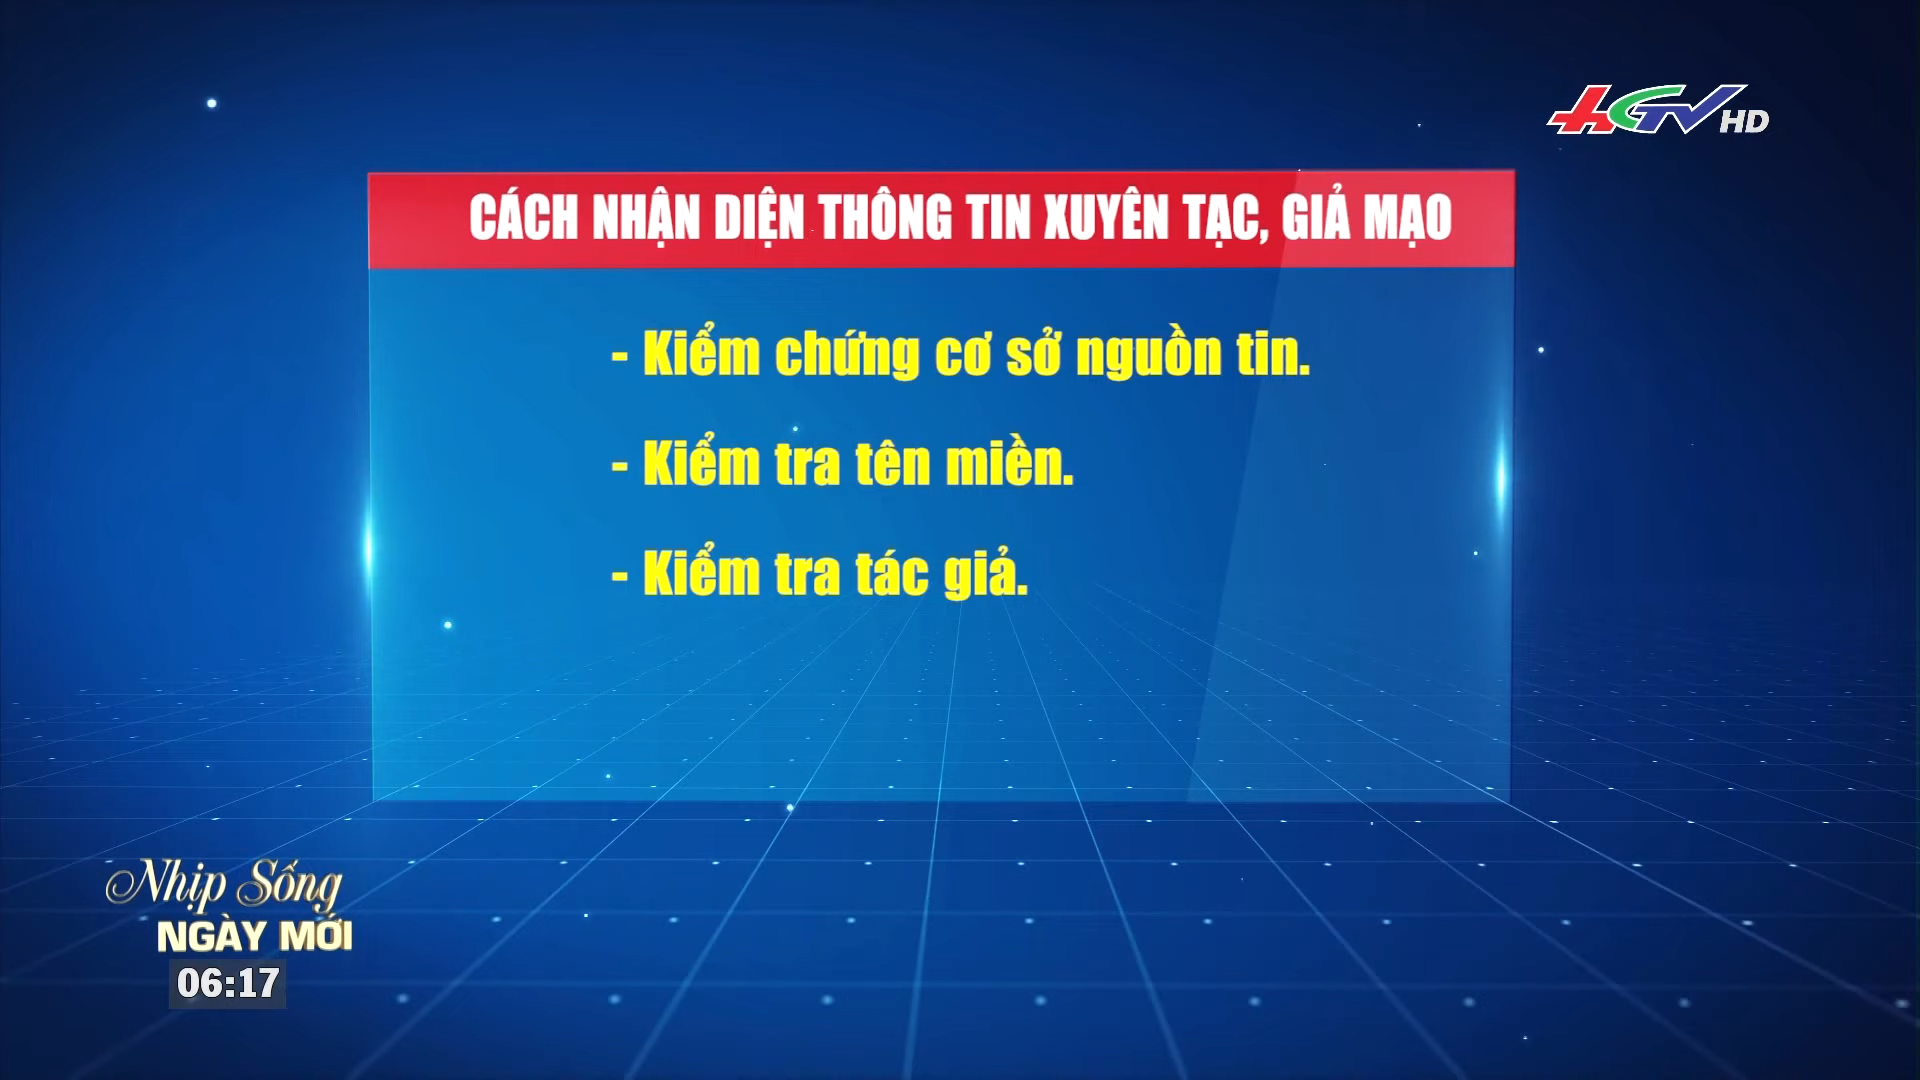 HGTV HD
CÁCH NHẬN DIỆN THÔNG TIN XUYÊN TẠC, GIẢ MẠO
- Kiểm chứng cơ sở nguồn tin.
- Kiểm tra tên miền.
- Kiểm tra tác giả.
Nhịp Sống
NGÀY MỚI
06:17